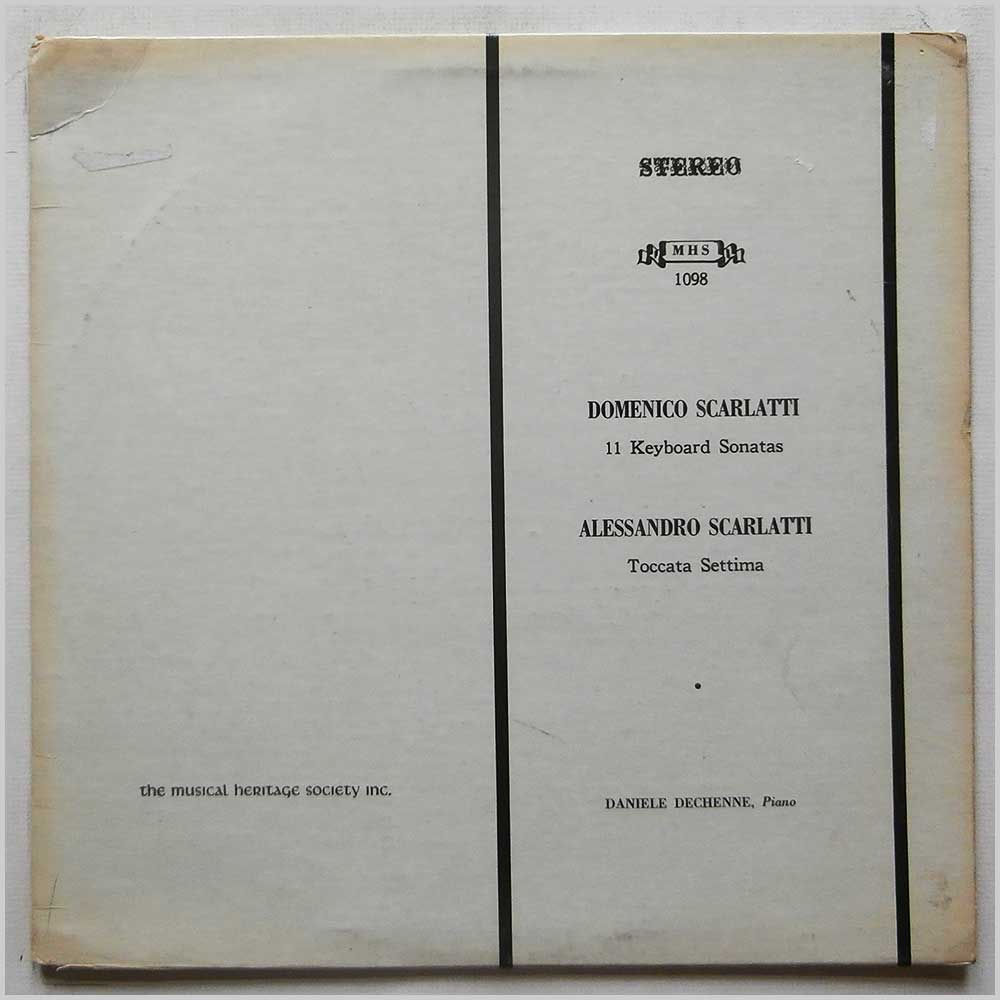 STEREO
MHS
1098
DOMENICO SCARLATTI
11 Keyboard Sonatas
ALESSANDRO SCARLATTI
Toccata Settima
the musical heritage society inc.
DANIELE DECHENNE, Piano